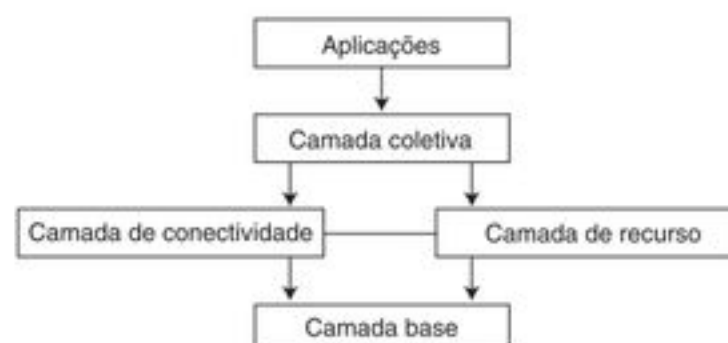 Aplicações
Camada coletiva
Camada de conectividade
Camada de recurso
Camada base